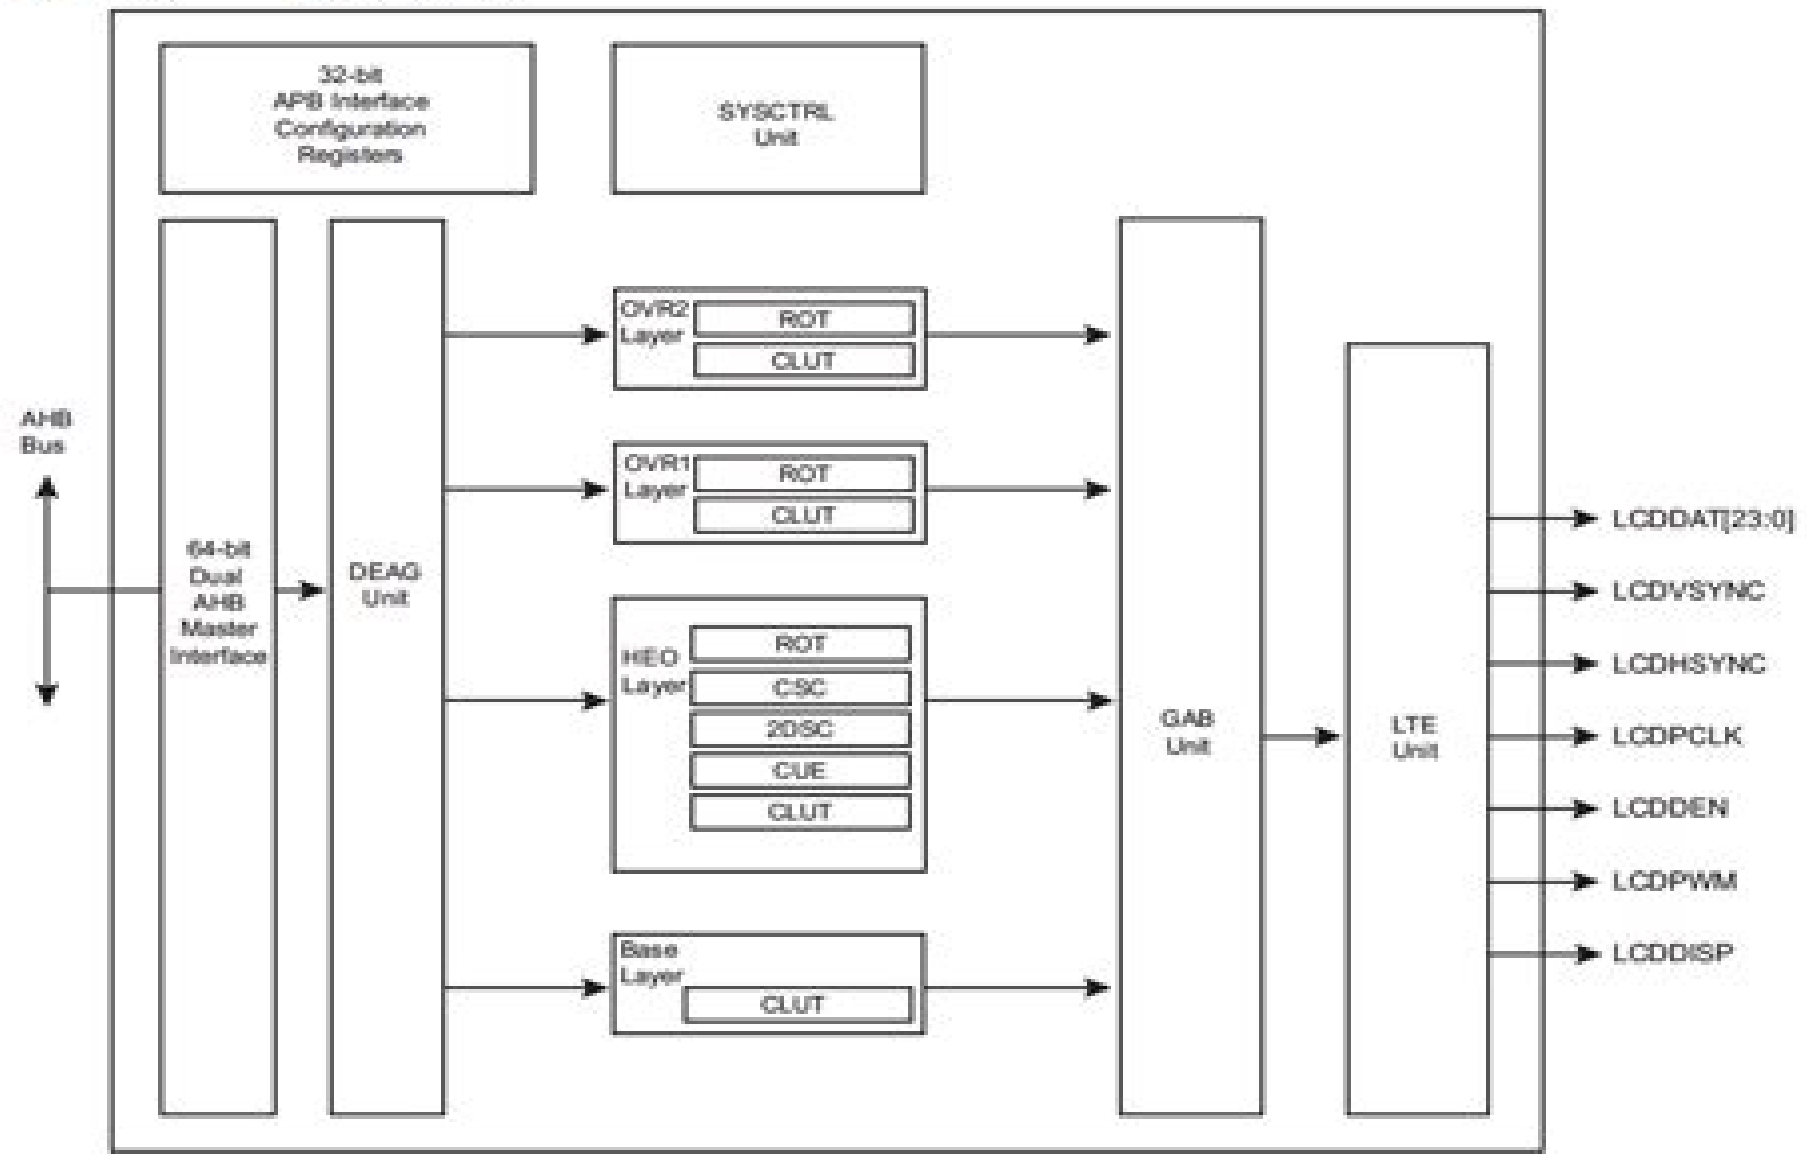 32-bit
APB Interface
Configuration
Registers
SYSCTRL
Unit
AHB
Bus
64-bit
Dual
AHB
Master
Interface
DEAG
Unit
OVR2
Layer
ROT
CLUT
OVR1
Layer
ROT
CLUT
HEO
Layer
ROT
CSC
2DSC
CUE
CLUT
Base
Layer
CLUT
GAB
Unit
LTE
Unit
LCDDAT[23:0]
LCDVSYNC
LCDHSYNC
LCDPCLK
LCDDEN
LCDPWM
LCDDISP